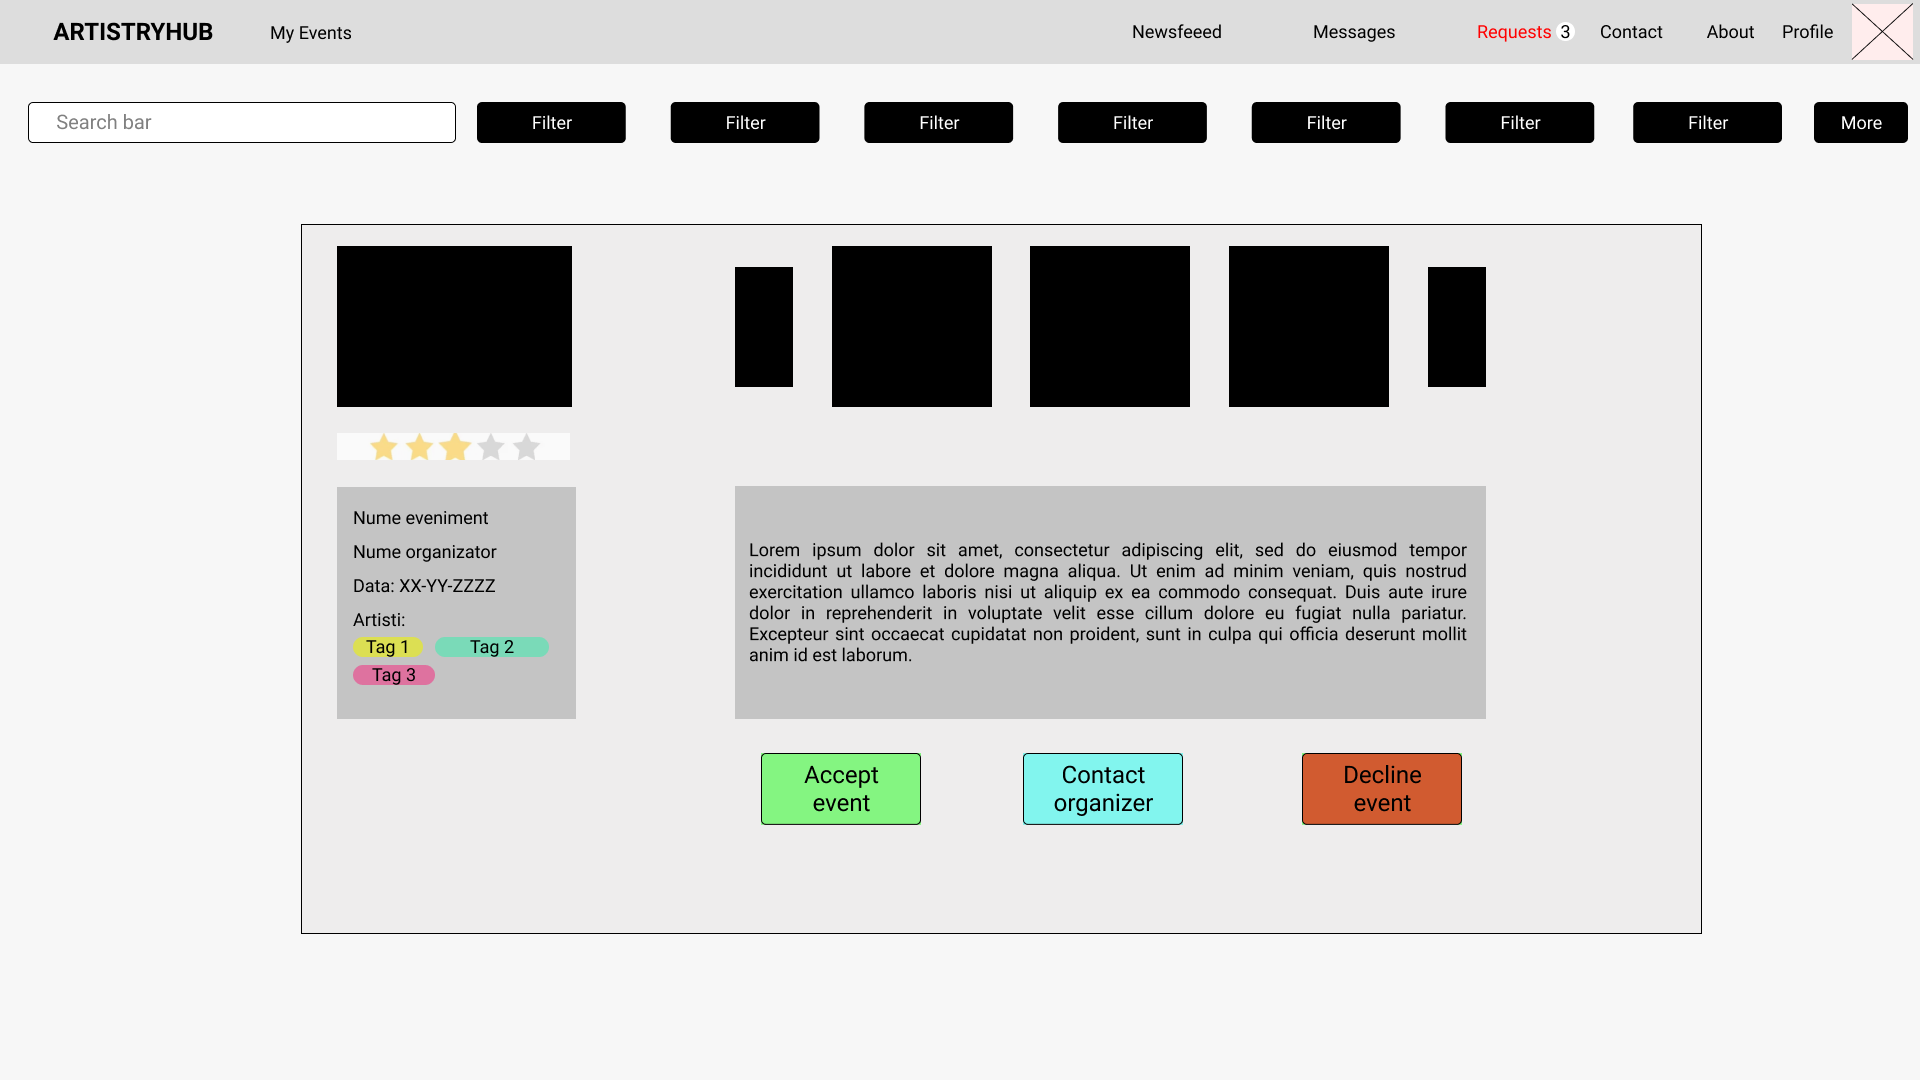 ARTISTRYHUB
My Events
Newsfeeed
Messages
Requests 3
Contact
About
Profile
Search bar
Filter
Filter
Filter
Filter
Filter
Filter
Filter
More
Nume eveniment
Nume organizator
Data: XX-YY-ZZZZ
Artisti:
Tag 1
Tag 2
Tag 3
Lorem ipsum dolor sit amet, consectetur adipiscing elit, sed do eiusmod tempor
incididunt ut labore et dolore magna aliqua. Ut enim ad minim veniam, quis nostrud
exercitation ullamco laboris nisi ut aliquip ex ea commodo consequat. Duis aute irure
dolor in reprehenderit in voluptate velit esse cillum dolore eu fugiat nulla pariatur.
Excepteur sint occaecat cupidatat non proident, sunt in culpa qui officia deserunt mollit
anim id est laborum.
Accept
event
Contact
organizer
Decline
event